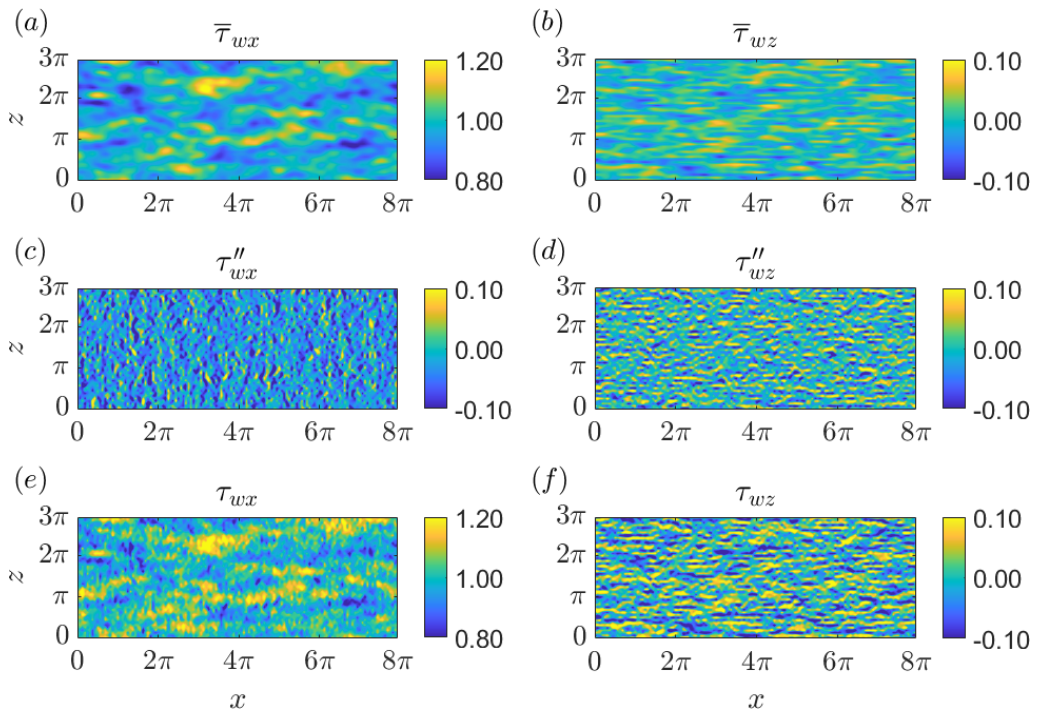 (a) τ̅wx (b) τ̅wz
3π 2π π 0 z 1.20 1.00 0.80 3π 2π π 0 0.10 0.00 -0.10
0 2π 4π 6π 8π 0 2π 4π 6π 8π
(c) τ″wx (d) τ″wz
3π 2π π 0 z 0.10 0.00 -0.10 3π 2π π 0 0.10 0.00 -0.10
0 2π 4π 6π 8π 0 2π 4π 6π 8π
(e) τwx (f) τwz
3π 2π π 0 z 1.20 1.00 0.80 3π 2π π 0 0.10 0.00 -0.10
0 2π 4π 6π 8π 0 2π 4π 6π 8π
x x